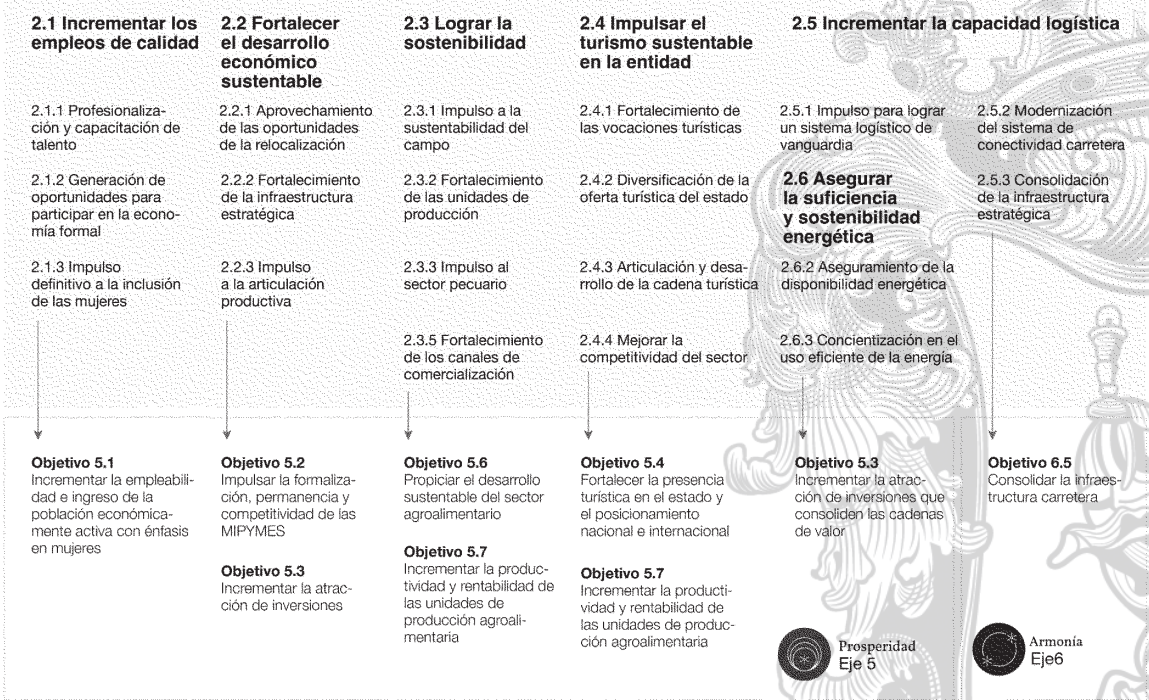 2.1 Incrementar los
empleos de calidad
2.1.1 Profesionaliza-
ción y capacitación de
talento
2.1.2 Generación de
oportunidades para
participar en la econo-
mía formal
2.1.3 Impulso
definitivo a la inclusión
de las mujeres
2.2 Fortalecer
el desarrollo
económico
sustentable
2.2.1 Aprovechamiento
de las oportunidades
de la relocalización
2.2.2 Fortalecimiento
de la infraestructura
estratégica
2.2.3 Impulso
a la articulación
productiva
2.3 Lograr la
sostenibilidad
2.3.1 Impulso a la
sustentabilidad del
campo
2.3.2 Fortalecimiento
de las unidades de
producción
2.3.3 Impulso al
sector pecuario
2.3.5 Fortalecimiento
de los canales de
comercialización
2.4 Impulsar el
turismo sustentable
en la entidad
2.4.1 Fortalecimiento de
las vocaciones turísticas
2.4.2 Diversificación de la
oferta turística del estado
2.4.3 Articulación y desa-
rrollo de la cadena turística
2.4.4 Mejorar la
competitividad del sector
2.5 Incrementar la capacidad logística
2.5.1 Impulso para lograr
un sistema logístico de
vanguardia
2.6 Asegurar
la suficiencia
y sostenibilidad
energética
2.6.2 Aseguramiento de la
disponibilidad energética
2.6.3 Concientización en el
uso eficiente de la energía
2.5.2 Modernización
del sistema de
conectividad carretera
2.5.3 Consolidación
de la infraestructura
estratégica
Objetivo 5.1
Incrementar la empleabili-
dad e ingreso de la
población económica-
mente activa con énfasis
en mujeres
Objetivo 5.2
Impulsar la formaliza-
ción, permanencia y
competitividad de las
MIPYMES
Objetivo 5.3
Incrementar la atrac-
ción de inversiones
Objetivo 5.6
Propiciar el desarrollo
sustentable del sector
agroalimentario
Objetivo 5.7
Incrementar la produc-
tividad y rentabilidad de
las unidades de
producción agroali-
mentaria
Objetivo 5.4
Fortalecer la presencia
turística en el estado y
el posicionamiento
nacional e internacional
Objetivo 5.7
Incrementar la producti-
vidad y rentabilidad de
las unidades de produc-
ción agroalimentaria
Objetivo 5.3
Incrementar la atrac-
ción de inversiones que
consoliden las cadenas
de valor
Objetivo 6.5
Consolidar la infraes-
tructura carretera
Prosperidad
Eje 5
Armonía
Eje6